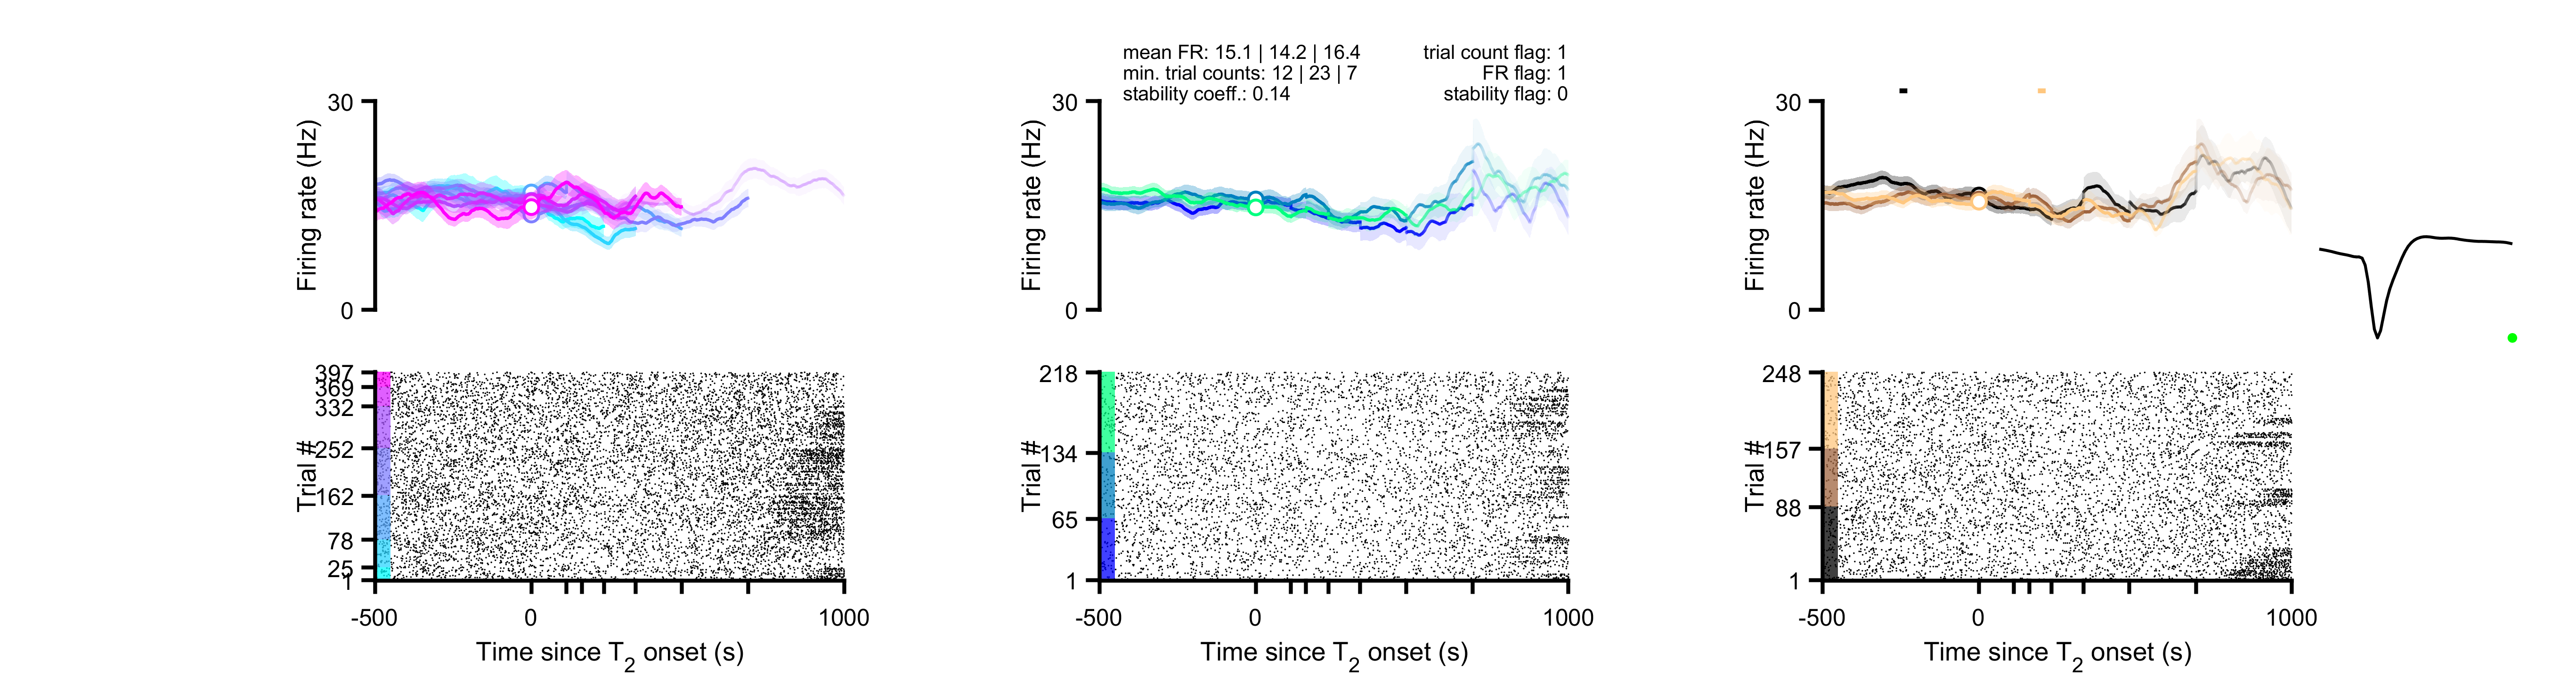 mean FR: 15.1 | 14.2 | 16.4
min. trial counts: 12 | 23 | 7
stability coeff.: 0.14
trial count flag: 1
FR flag: 1
stability flag: 0
Firing rate (Hz)
30
0
Trial #
397
369
332
252
162
78
25
1
-500
0
1000
Time since T2 onset (s)
Firing rate (Hz)
30
0
Trial #
218
134
65
1
-500
0
1000
Time since T2 onset (s)
Firing rate (Hz)
30
0
Trial #
248
157
88
1
-500
0
1000
Time since T2 onset (s)